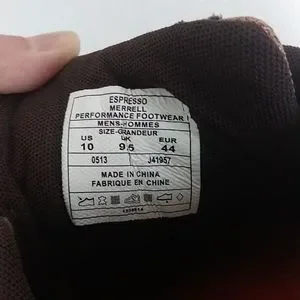 ESPRESSO
MERRELL
PERFORMANCE FOOTWEAR
MENS-HOMMES
SIZE-GRANDEUR
US UK EUR
10 9.5 44
0513 J41957
MADE IN CHINA
FABRIQUE EN CHINE